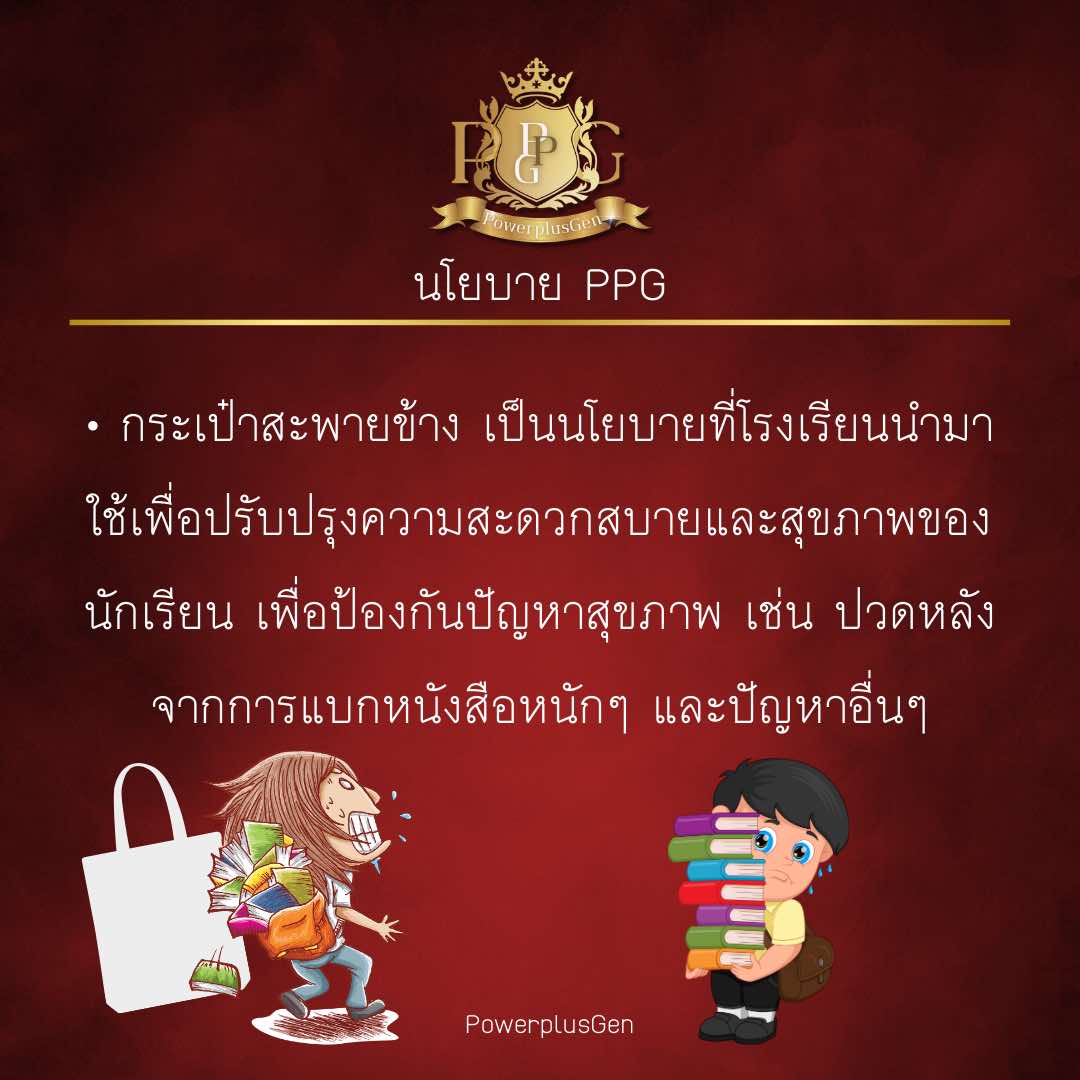 P G
PPG
PowerplusGen
นโยบาย PPG
• กระเป๋าสะพายข้าง เป็นนโยบายที่โรงเรียนนำมา
ใช้เพื่อปรับปรุงความสะดวกสบายและสุขภาพของ
นักเรียน เพื่อป้องกันปัญหาสุขภาพ เช่น ปวดหลัง
จากการแบกหนังสือหนักๆ และปัญหาอื่นๆ
PowerplusGen